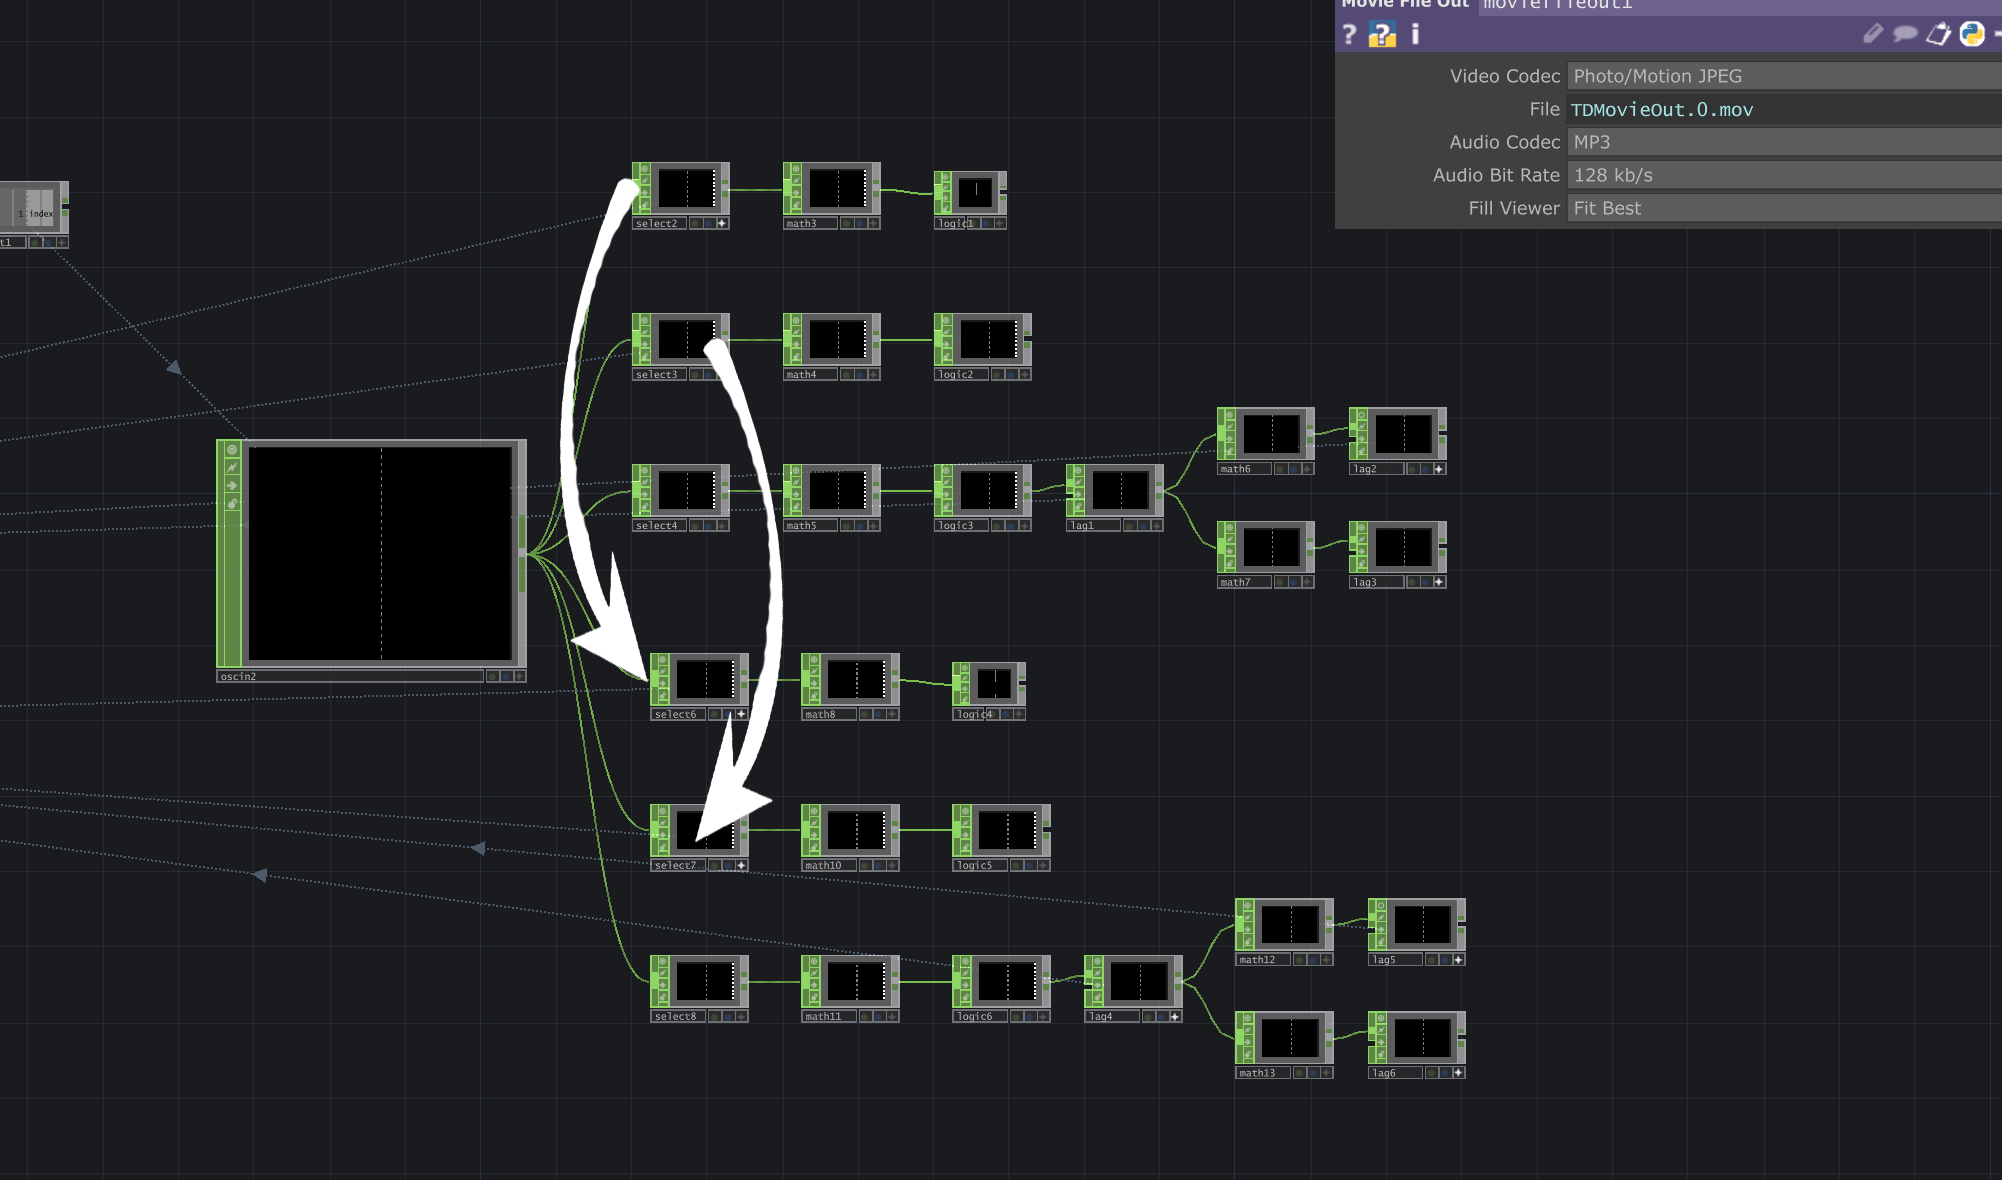 Movie File Out moviefileout1
Video Codec Photo/Motion JPEG
File TDMovieOut.0.mov
Audio Codec MP3
Audio Bit Rate 128 kb/s
Fill Viewer Fit Best
1 index
t1
select2
math3
logic1
select3
math4
logic2
math6
lag2
select4
math5
logic3
lag1
math7
lag3
oscin2
select6
math8
logic4
select7
math10
logic5
math12
lag5
select8
math11
logic6
lag4
math13
lag6